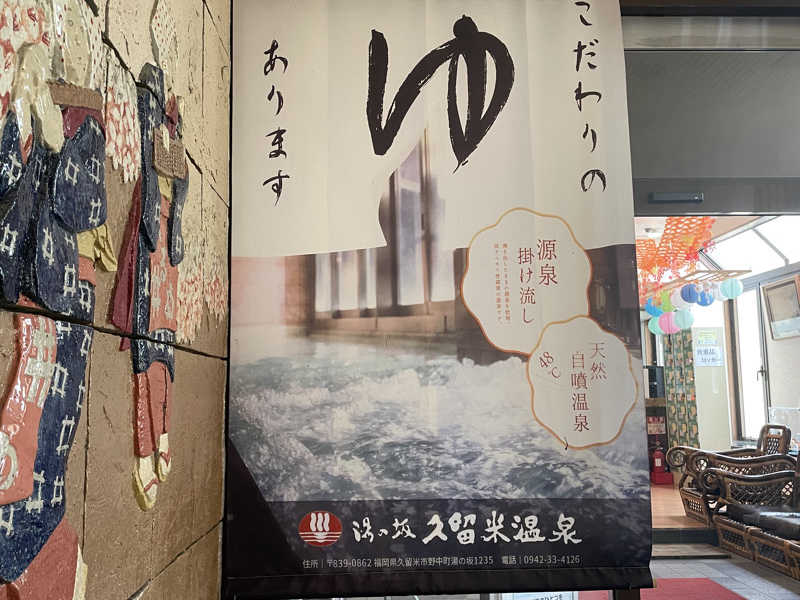 こだわりの
ゆ
あります
源泉
掛け流し
天然
自噴温泉
48℃
湯の坂 久留米温泉
住所｜〒839-0862 福岡県久留米市野中町湯の坂1235 電話｜0942-33-4126